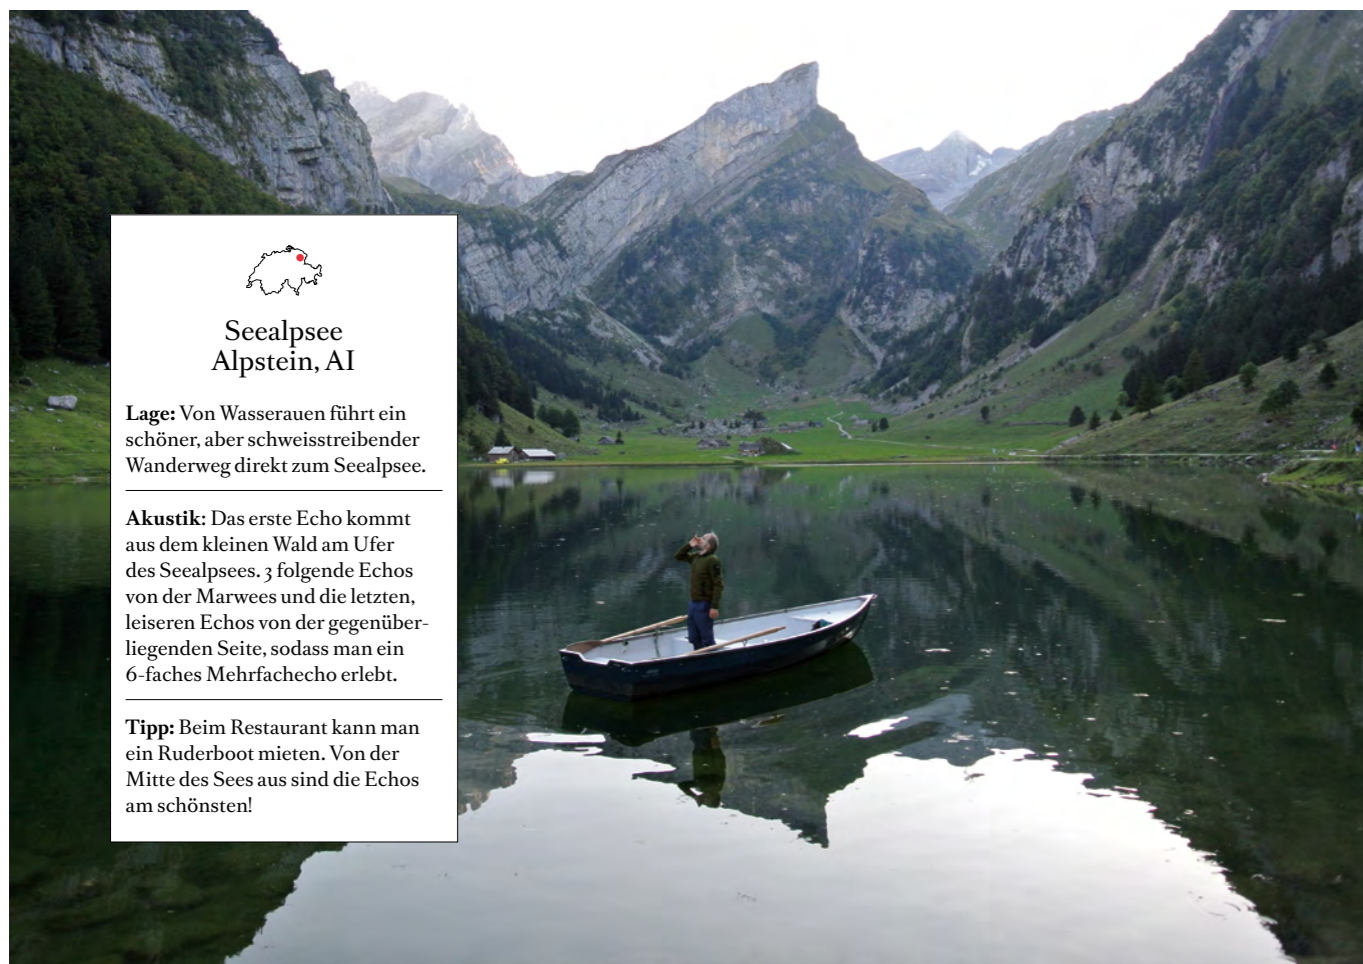 Seealpsee
Alpstein, AI
Lage: Von Wasserauen führt ein
schöner, aber schweisstreibender
Wanderweg direkt zum Seealpsee.
Akustik: Das erste Echo kommt
aus dem kleinen Wald am Ufer
des Seealpsees. 3 folgende Echos
von der Marwees und die letzten,
leiseren Echos von der gegenüber-
liegenden Seite, sodass man ein
6-faches Mehrfachecho erlebt.
Tipp: Beim Restaurant kann man
ein Ruderboot mieten. Von der
Mitte des Sees aus sind die Echos
am schönsten!